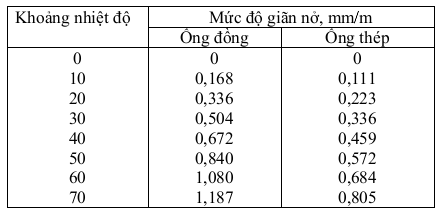 Khoảng nhiệt độ Mức độ giãn nở, mm/m
Ống đồng Ống thép
0 0 0
10 0,168 0,111
20 0,336 0,223
30 0,504 0,336
40 0,672 0,459
50 0,840 0,572
60 1,080 0,684
70 1,187 0,805